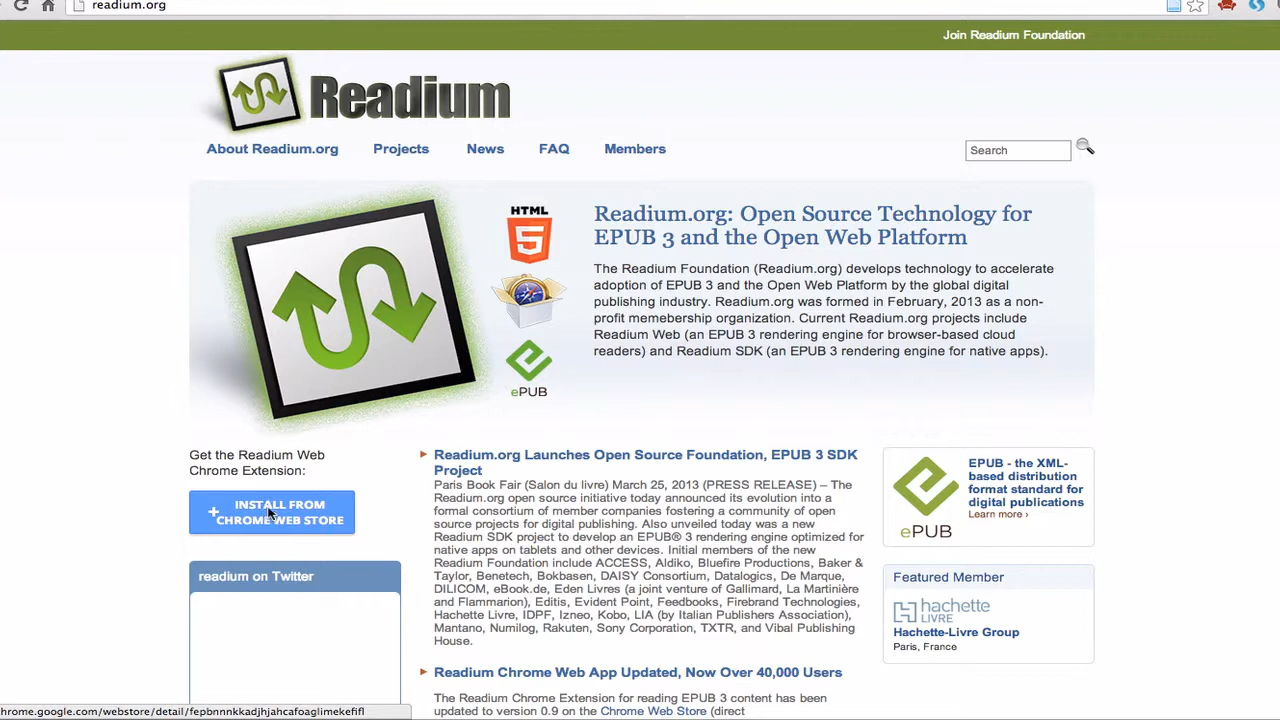 readium.org
Join Readium Foundation
Readium
About Readium.org Projects News FAQ Members
Search
HTML
5
ePUB
Readium.org: Open Source Technology for
EPUB 3 and the Open Web Platform
The Readium Foundation (Readium.org) develops technology to accelerate
adoption of EPUB 3 and the Open Web Platform by the global digital
publishing industry. Readium.org was formed in February, 2013 as a non-
profit memebership organization. Current Readium.org projects include
Readium Web (an EPUB 3 rendering engine for browser-based cloud
readers) and Readium SDK (an EPUB 3 rendering engine for native apps).
Get the Readium Web
Chrome Extension:
+ INSTALL FROM
CHROME WEB STORE
readium on Twitter
Readium.org Launches Open Source Foundation, EPUB 3 SDK
Project
Paris Book Fair (Salon du livre) March 25, 2013 (PRESS RELEASE) – The
Readium.org open source initiative today announced its evolution into a
formal consortium of member companies fostering a community of open
source projects for digital publishing. Also unveiled today was a new
Readium SDK project to develop an EPUB® 3 rendering engine optimized for
native apps on tablets and other devices. Initial members of the new
Readium Foundation include ACCESS, Aldiko, Bluefire Productions, Baker &
Taylor, Benetech, Bokbasen, DAISY Consortium, Datalogics, De Marque,
DILICOM, eBook.de, Eden Livres (a joint venture of Gallimard, La Martinière
and Flammarion), Editis, Evident Point, Feedbooks, Firebrand Technologies,
Hachette Livre, IDPF, Izneo, Kobo, LIA (by Italian Publishers Association),
Mantano, Numilog, Rakuten, Sony Corporation, TXTR, and Vibal Publishing
House.
Readium Chrome Web App Updated, Now Over 40,000 Users
The Readium Chrome Extension for reading EPUB 3 content has been
updated to version 0.9 on the Chrome Web Store (direct
ePUB
EPUB - the XML-
based distribution
format standard for
digital publications
Learn more ›
Featured Member
hachette
LIVRE
Hachette-Livre Group
Paris, France
hrome.google.com/webstore/detail/fepbnnnkkadjhjahcafoaglimekefifl